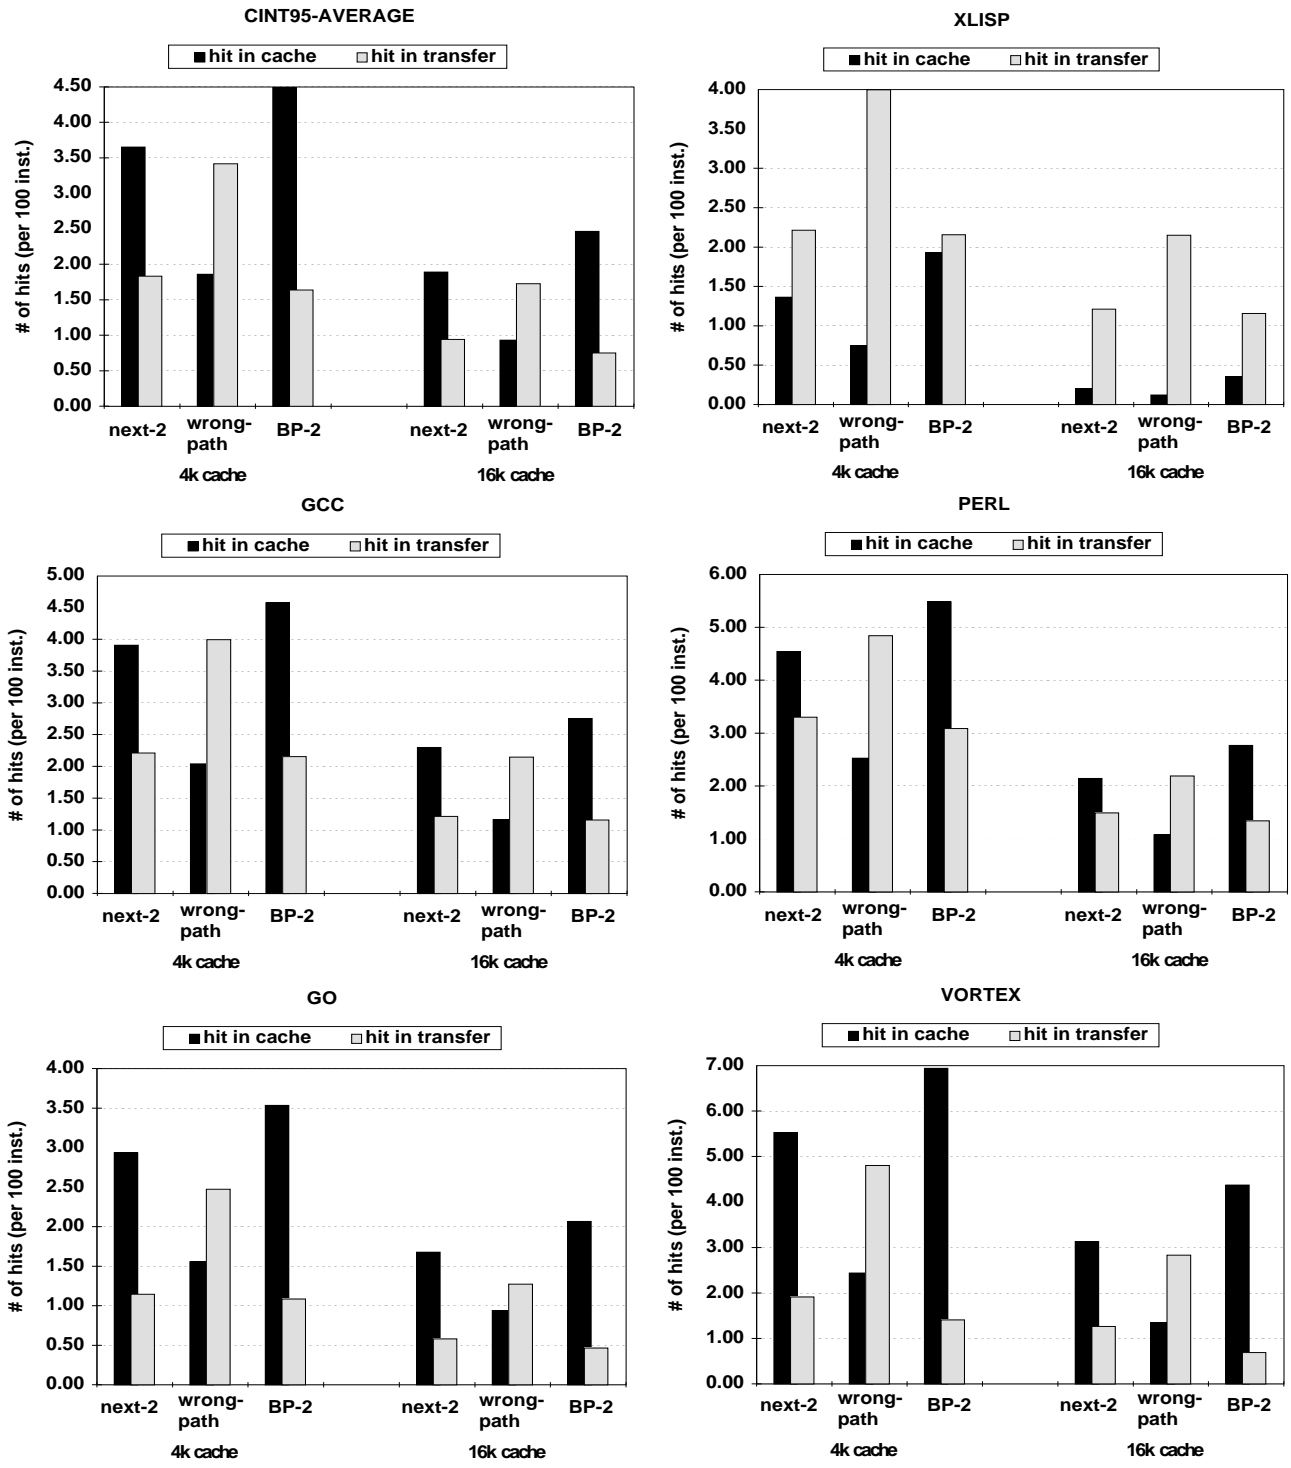 CINT95-AVERAGE
hit in cache hit in transfer
# of hits (per 100 inst.)
4.50
4.00
3.50
3.00
2.50
2.00
1.50
1.00
0.50
0.00
next-2 wrong-path BP-2 next-2 wrong-path BP-2
4k cache 16k cache
XLISP
hit in cache hit in transfer
# of hits (per 100 inst.)
4.00
3.50
3.00
2.50
2.00
1.50
1.00
0.50
0.00
next-2 wrong-path BP-2 next-2 wrong-path BP-2
4k cache 16k cache
GCC
hit in cache hit in transfer
# of hits (per 100 inst.)
5.00
4.50
4.00
3.50
3.00
2.50
2.00
1.50
1.00
0.50
0.00
next-2 wrong-path BP-2 next-2 wrong-path BP-2
4k cache 16k cache
PERL
hit in cache hit in transfer
# of hits (per 100 inst.)
6.00
5.00
4.00
3.00
2.00
1.00
0.00
next-2 wrong-path BP-2 next-2 wrong-path BP-2
4k cache 16k cache
GO
hit in cache hit in transfer
# of hits (per 100 inst.)
4.00
3.50
3.00
2.50
2.00
1.50
1.00
0.50
0.00
next-2 wrong-path BP-2 next-2 wrong-path BP-2
4k cache 16k cache
VORTEX
hit in cache hit in transfer
# of hits (per 100 inst.)
7.00
6.00
5.00
4.00
3.00
2.00
1.00
0.00
next-2 wrong-path BP-2 next-2 wrong-path BP-2
4k cache 16k cache